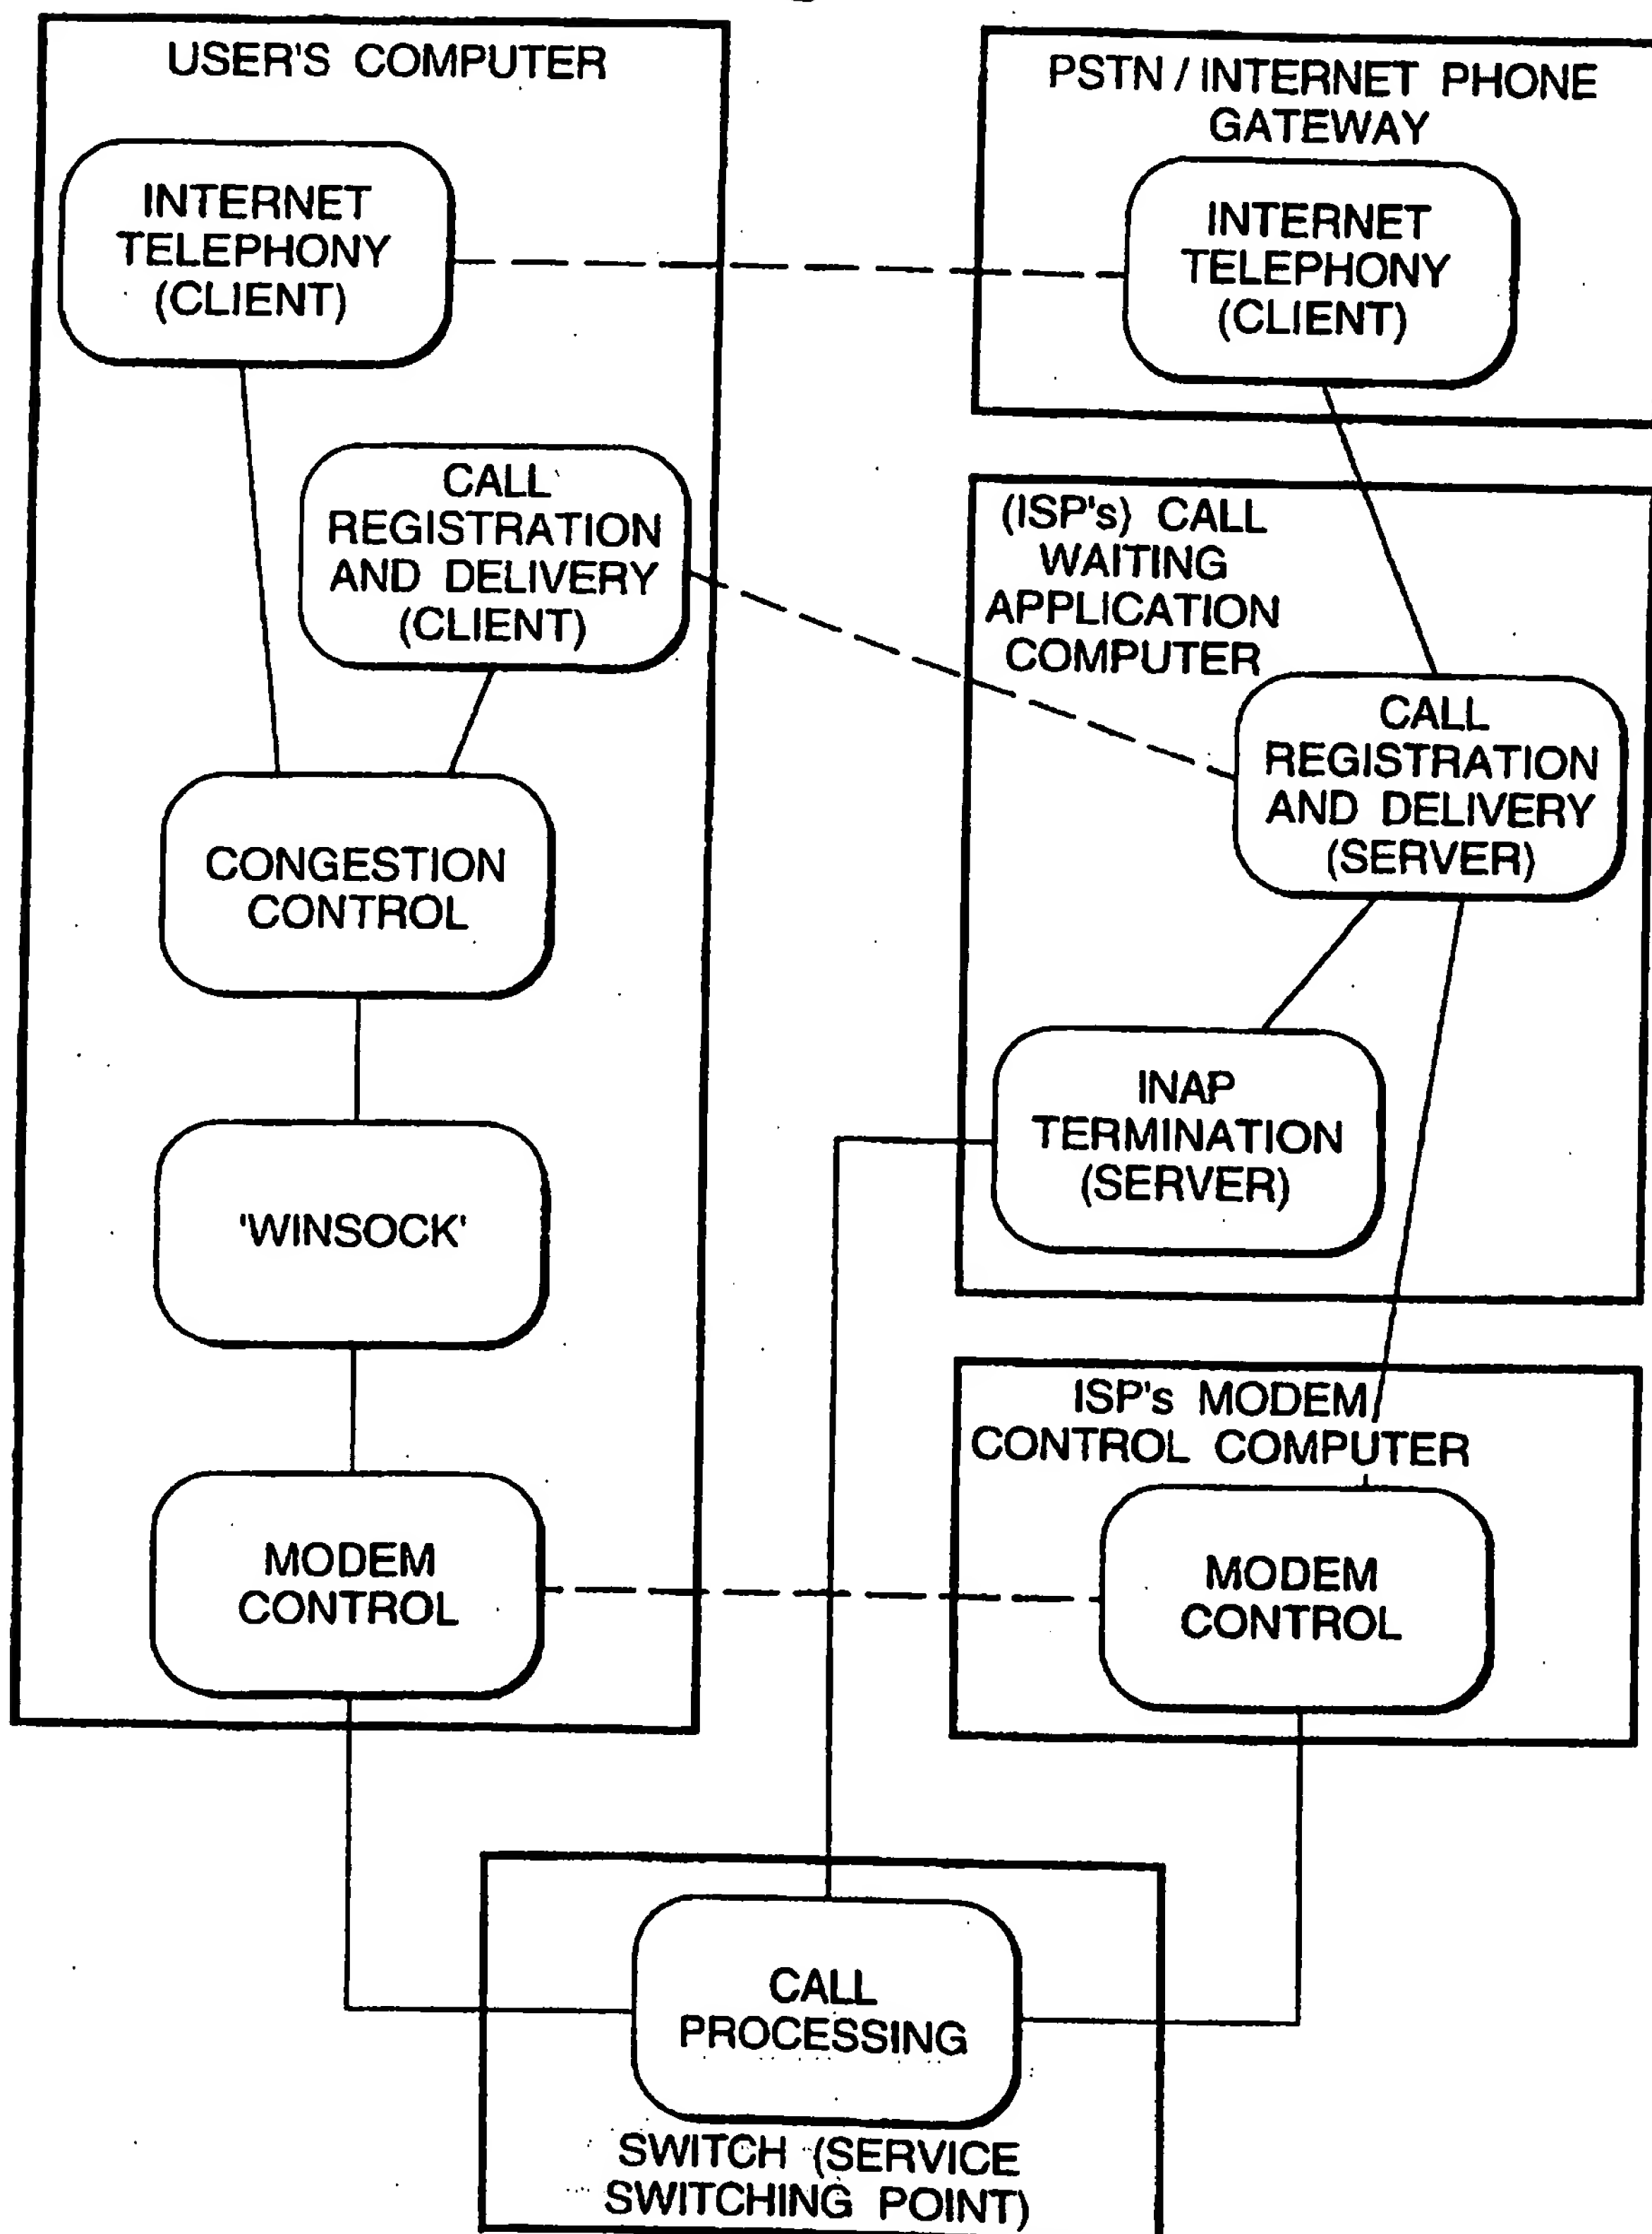 USER'S COMPUTER
INTERNET
TELEPHONY
(CLIENT)
CALL
REGISTRATION
AND DELIVERY
(CLIENT)
CONGESTION
CONTROL
'WINSOCK'
MODEM
CONTROL
PSTN / INTERNET PHONE
GATEWAY
INTERNET
TELEPHONY
(CLIENT)
(ISP's) CALL
WAITING
APPLICATION
COMPUTER
CALL
REGISTRATION
AND DELIVERY
(SERVER)
INAP
TERMINATION
(SERVER)
ISP's MODEM
CONTROL COMPUTER
MODEM
CONTROL
CALL
PROCESSING
SWITCH (SERVICE
SWITCHING POINT)